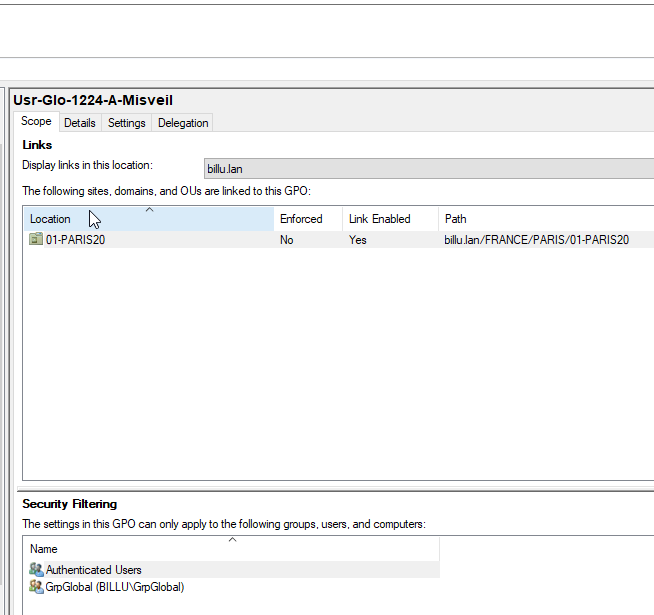 Usr-Glo-1224-A-Misveil
Scope Details Settings Delegation
Links
Display links in this location: billu.lan
The following sites, domains, and OUs are linked to this GPO:
Location Enforced Link Enabled Path
01-PARIS20 No Yes billu.lan/FRANCE/PARIS/01-PARIS20
Security Filtering
The settings in this GPO can only apply to the following groups, users, and computers:
Name
Authenticated Users
GrpGlobal (BILLU\GrpGlobal)